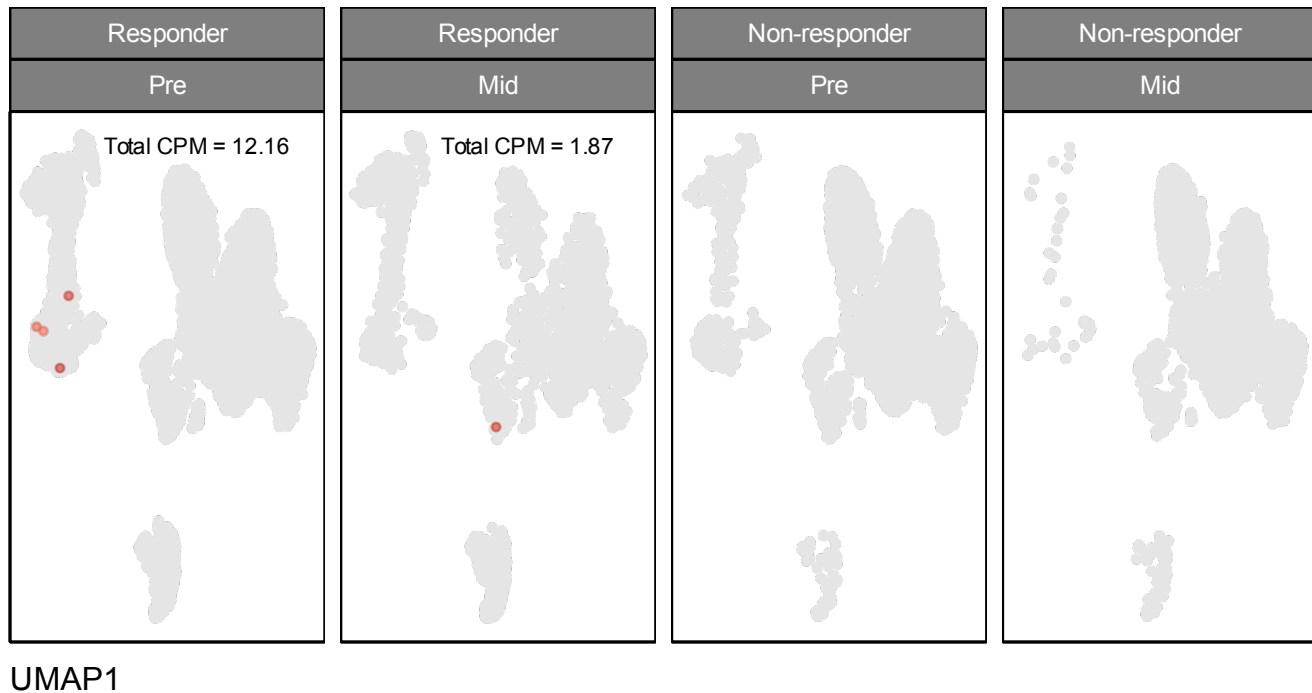 Responder Responder Non-responder Non-responder
Pre Mid Pre Mid
Total CPM = 12.16 Total CPM = 1.87
UMAP1